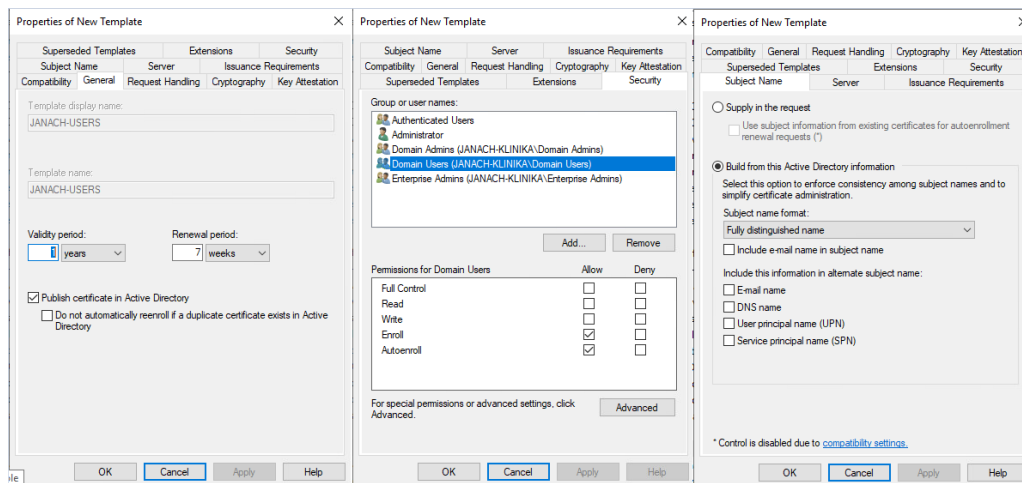 Properties of New Template
Superseded Templates Extensions Security
Subject Name Server Issuance Requirements
Compatibility General Request Handling Cryptography Key Attestation
Template display name:
JANACH-USERS
Template name:
JANACH-USERS
Validity period: Renewal period:
1 years 7 weeks
Publish certificate in Active Directory
Do not automatically reenroll if a duplicate certificate exists in Active
Directory
OK Cancel Apply Help
Properties of New Template
Subject Name Server Issuance Requirements
Compatibility General Request Handling Cryptography Key Attestation
Superseded Templates Extensions Security
Group or user names:
Authenticated Users
Administrator
Domain Admins (JANACH-KLINIKA\Domain Admins)
Domain Users (JANACH-KLINIKA\Domain Users)
Enterprise Admins (JANACH-KLINIKA\Enterprise Admins)
Add... Remove
Permissions for Domain Users Allow Deny
Full Control
Read
Write
Enroll
Autoenroll
For special permissions or advanced settings, click
Advanced.
Advanced
OK Cancel Apply Help
Properties of New Template
Compatibility General Request Handling Cryptography Key Attestation
Superseded Templates Extensions Security
Subject Name Server Issuance Requirements
Supply in the request
Use subject information from existing certificates for autoenrollment
renewal requests (*)
Build from this Active Directory information
Select this option to enforce consistency among subject names and to
simplify certificate administration.
Subject name format:
Fully distinguished name
Include e-mail name in subject name
Include this information in alternate subject name:
E-mail name
DNS name
User principal name (UPN)
Service principal name (SPN)
* Control is disabled due to compatibility settings.
OK Cancel Apply Help